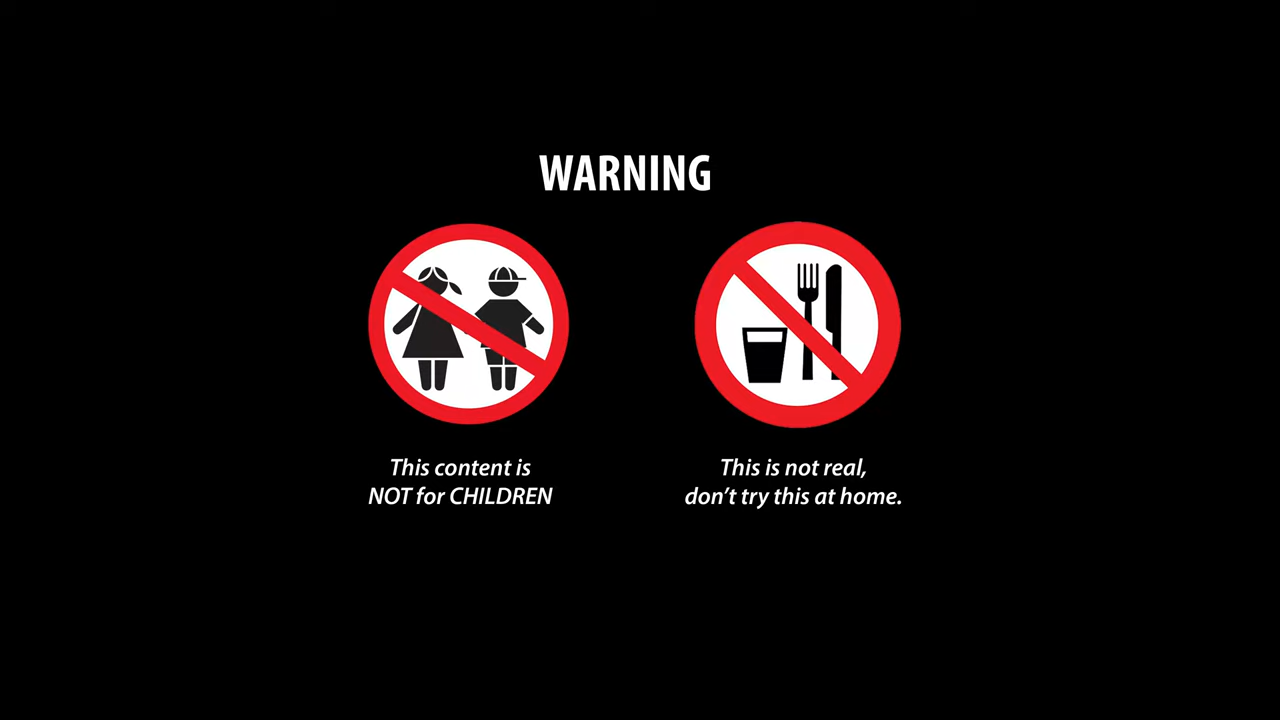 WARNING
This content is
NOT for CHILDREN
This is not real,
don’t try this at home.